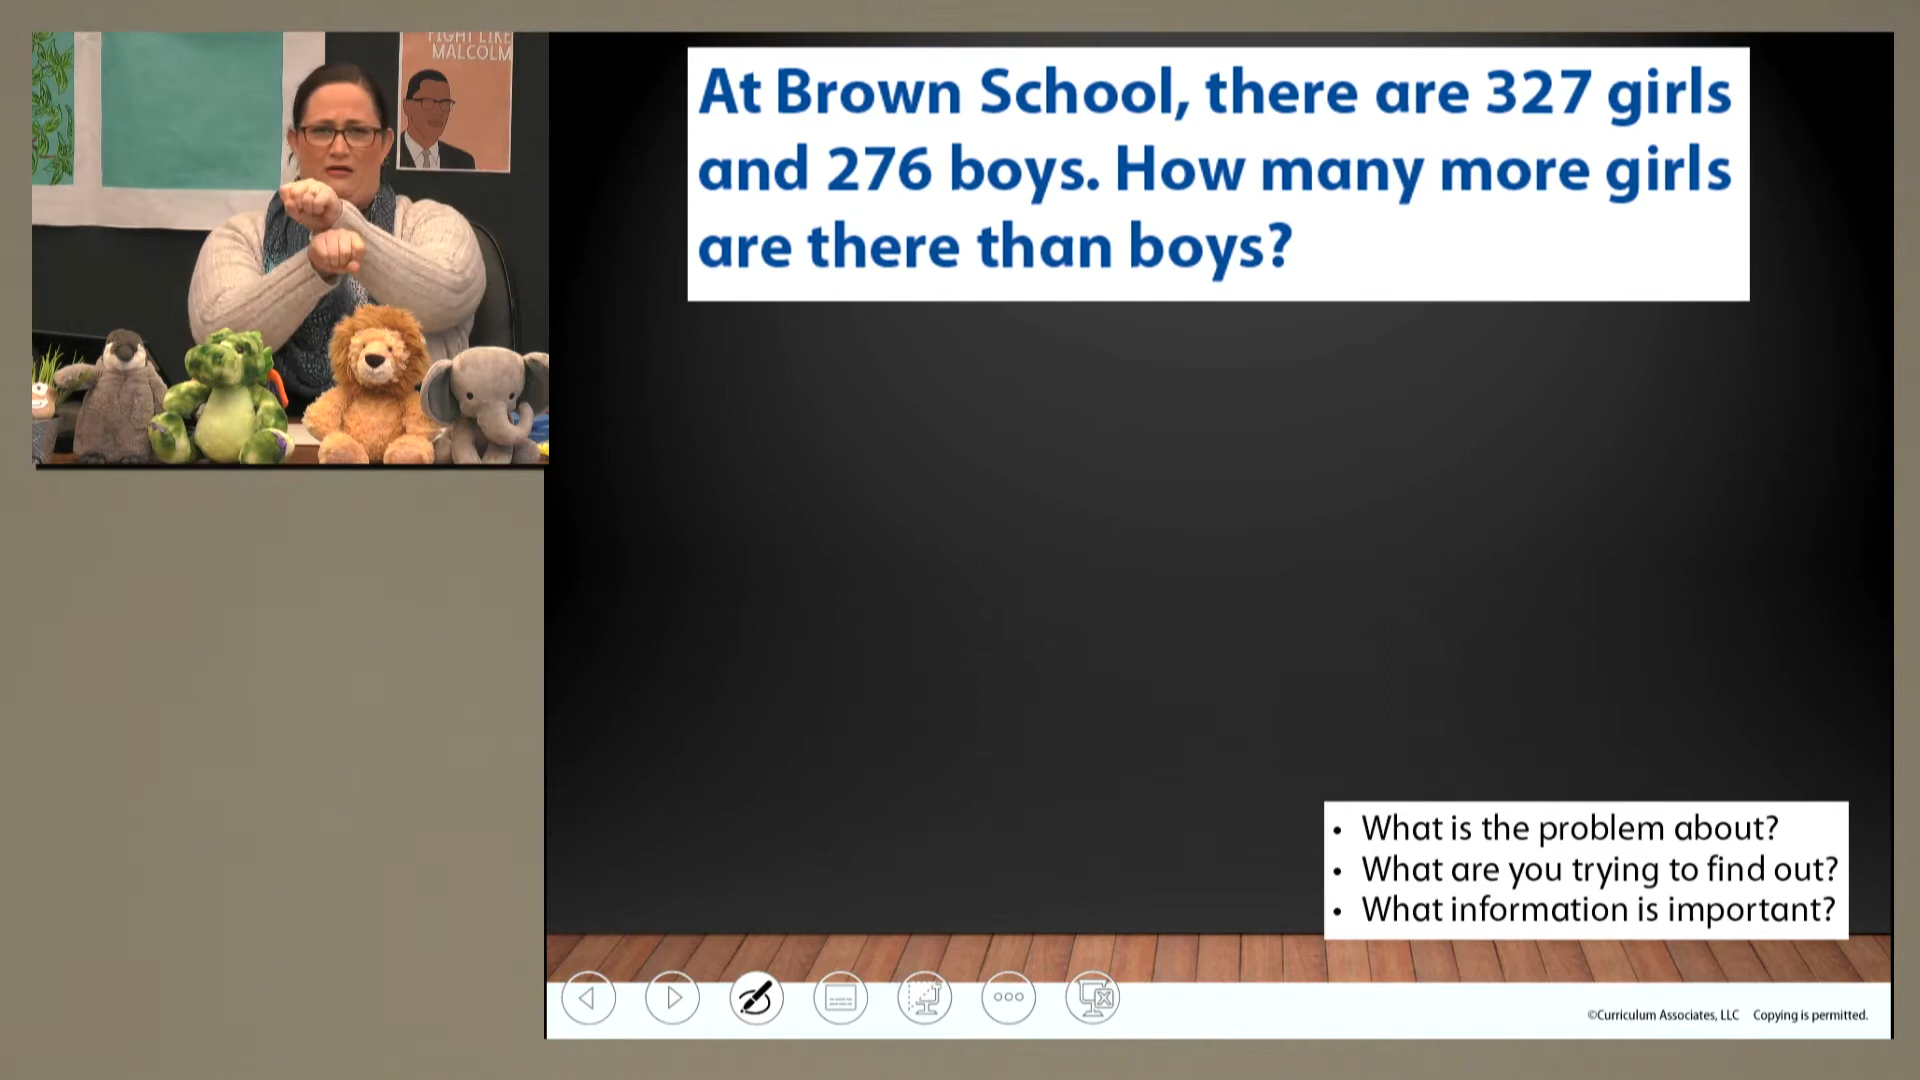 FIGHT LIKE
MALCOLM
At Brown School, there are 327 girls
and 276 boys. How many more girls
are there than boys?
• What is the problem about?
• What are you trying to find out?
• What information is important?
©Curriculum Associates, LLC Copying is permitted.